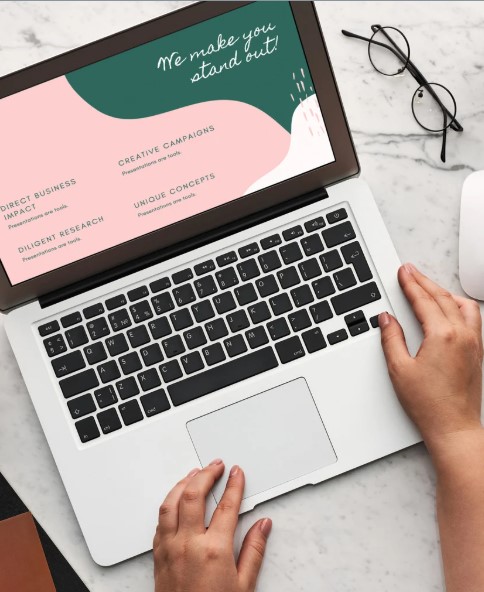 We make you
stand out!
CREATIVE CAMPAIGNS
Presentations are tools.
DIRECT BUSINESS
IMPACT
Presentations are tools.
UNIQUE CONCEPTS
Presentations are tools.
DILIGENT RESEARCH
Presentations are tools.